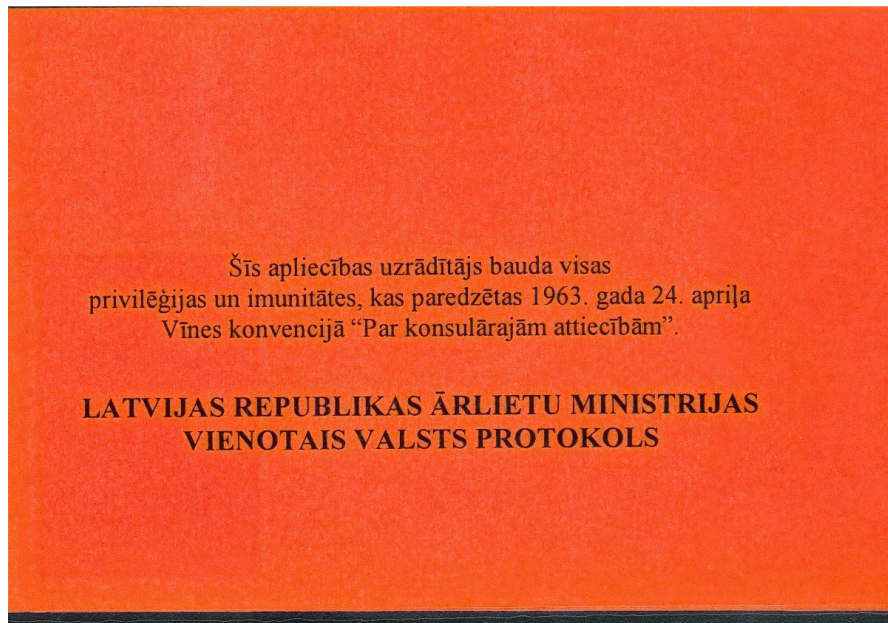 Šīs apliecības uzrādītājs bauda visas
privilēģijas un imunitātes, kas paredzētas 1963. gada 24. apriļa
Vīnes konvencijā “Par konsulārajām attiecībām”.
LATVIJAS REPUBLIKAS ĀRLIETU MINISTRIJAS
VIENOTAIS VALSTS PROTOKOLS